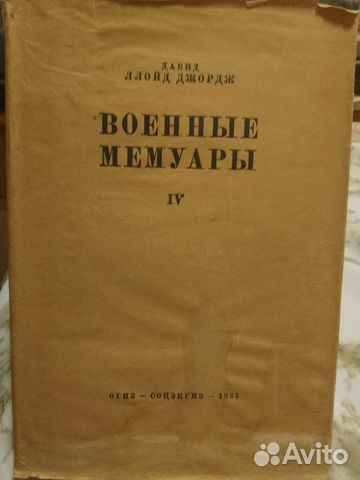 ДАВИД
ЛЛОЙД ДЖОРДЖ
ВОЕННЫЕ
МЕМУАРЫ
IV
ОГИЗ — СОЦЭКГИЗ — 1935
Avito